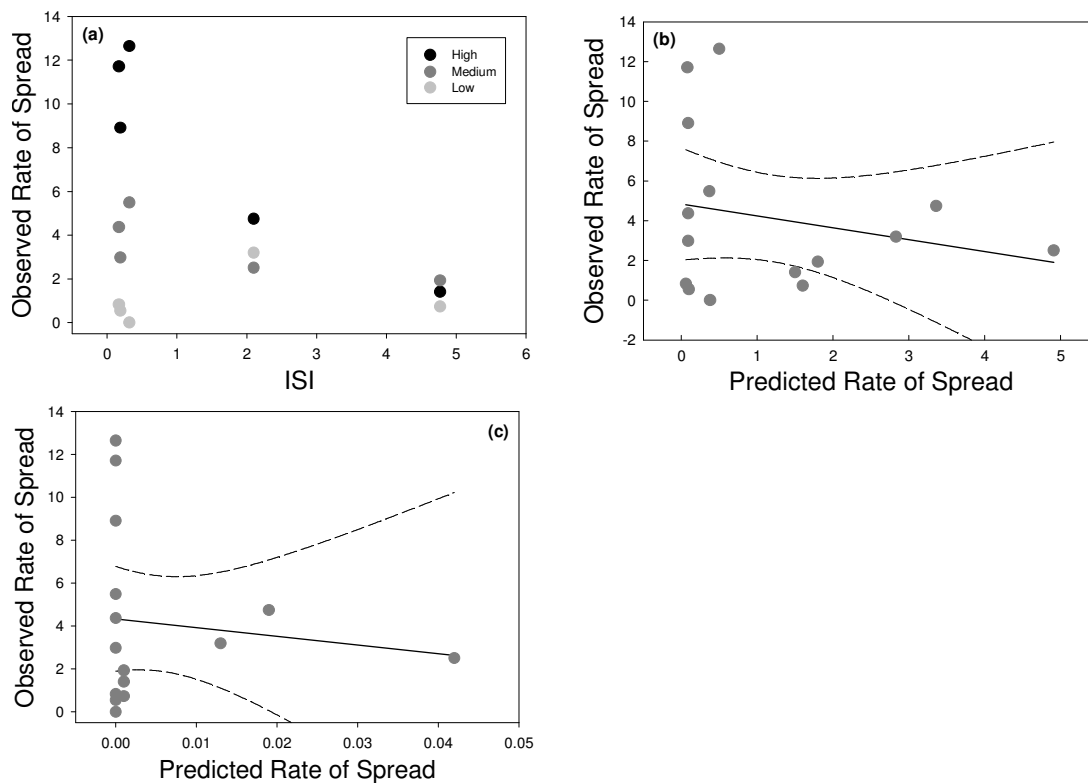 (a)
High
Medium
Low
Observed Rate of Spread
14
12
10
8
6
4
2
0
0 1 2 3 4 5 6
ISI
(b)
Observed Rate of Spread
14
12
10
8
6
4
2
0
-2
0 1 2 3 4 5
Predicted Rate of Spread
(c)
Observed Rate of Spread
14
12
10
8
6
4
2
0
0.00 0.01 0.02 0.03 0.04 0.05
Predicted Rate of Spread